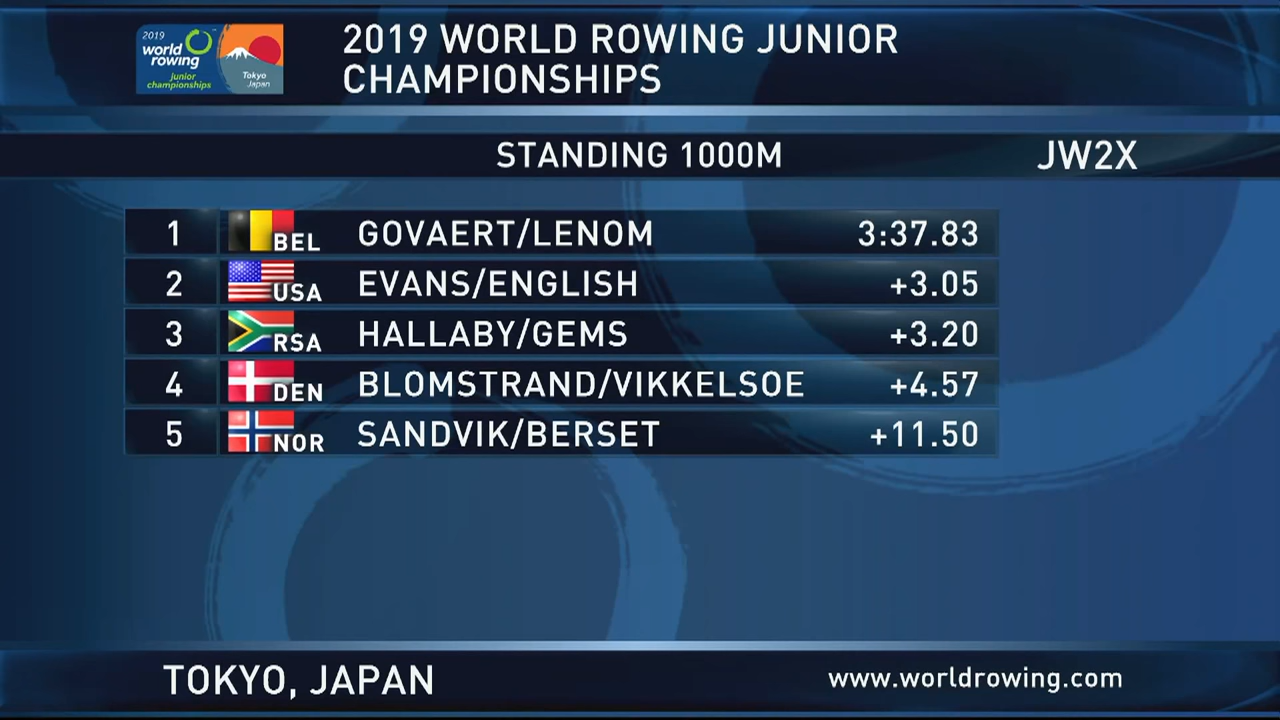 2019
world
rowing
junior
championships
Tokyo
Japan
2019 WORLD ROWING JUNIOR
CHAMPIONSHIPS
STANDING 1000M JW2X
1 BEL GOVAERT/LENOM 3:37.83
2 USA EVANS/ENGLISH +3.05
3 RSA HALLABY/GEMS +3.20
4 DEN BLOMSTRAND/VIKKELSOE +4.57
5 NOR SANDVIK/BERSET +11.50
TOKYO, JAPAN www.worldrowing.com